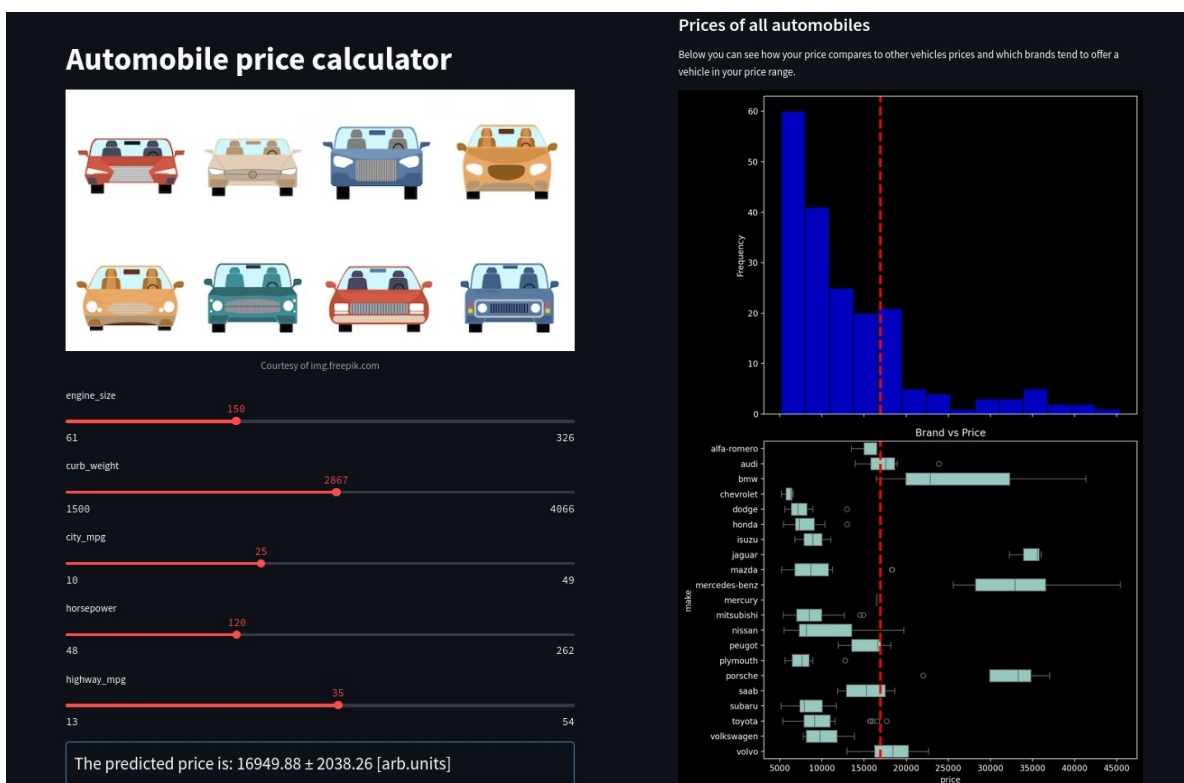 Automobile price calculator
Courtesy of img.freepik.com
engine_size
150
61 326
curb_weight
2867
1500 4066
city_mpg
25
10 49
horsepower
120
48 262
highway_mpg
35
13 54
The predicted price is: 16949.88 ± 2038.26 [arb.units]
Prices of all automobiles
Below you can see how your price compares to other vehicles prices and which brands tend to offer a
vehicle in your price range.
60
50
40
30
20
10
0
Frequency
Brand vs Price
alfa-romero
audi
bmw
chevrolet
dodge
honda
isuzu
jaguar
mazda
mercedes-benz
mercury
mitsubishi
nissan
peugot
plymouth
porsche
saab
subaru
toyota
volkswagen
volvo
make
5000 10000 15000 20000 25000 30000 35000 40000 45000
price